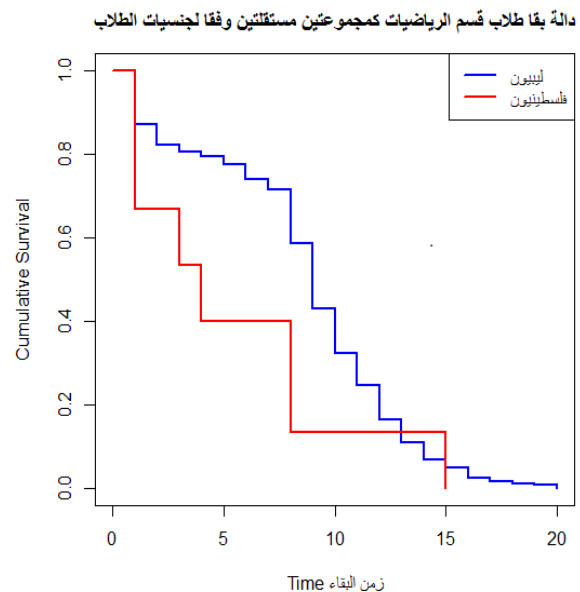 دالة بقا طلاب قسم الرياضيات كمجموعتين مستقلتين وفقا لجنسيات الطلاب
ليبيون
فلسطينيون
1.0
0.8
0.6
0.4
0.2
0.0
Cumulative Survival
0 5 10 15 20
Time زمن البقاء